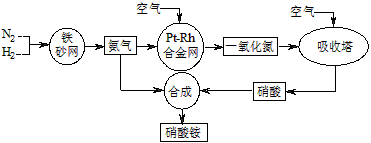 空气
空气
N₂
H₂
铁
砂网
氨气
Pt-Rh
合金网
一氧化氮
吸收塔
合成
硝酸
硝酸铵